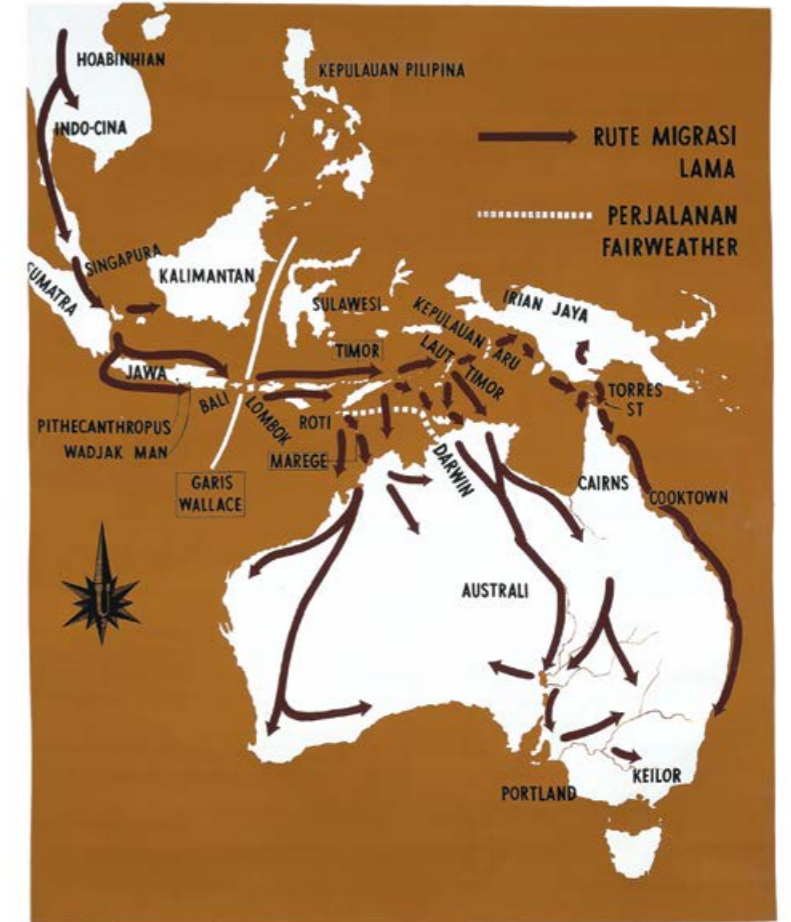 HOABINHIAN
KEPULAUAN PILIPINA
INDO-CINA
RUTE MIGRASI
LAMA
PERJALANAN
FAIRWEATHER
SINGAPURA
SUMATRA
KALIMANTAN
SULAWESI
IRIAN JAYA
KEPULAUAN ARU
TIMOR
LAUT TIMOR
JAWA
BALI
LOMBOK
TORRES
ST
ROTI
PITHECANTHROPUS
WADJAK MAN
MAREGE
DARWIN
GARIS
WALLACE
CAIRNS
COOKTOWN
AUSTRALI
KEILOR
PORTLAND